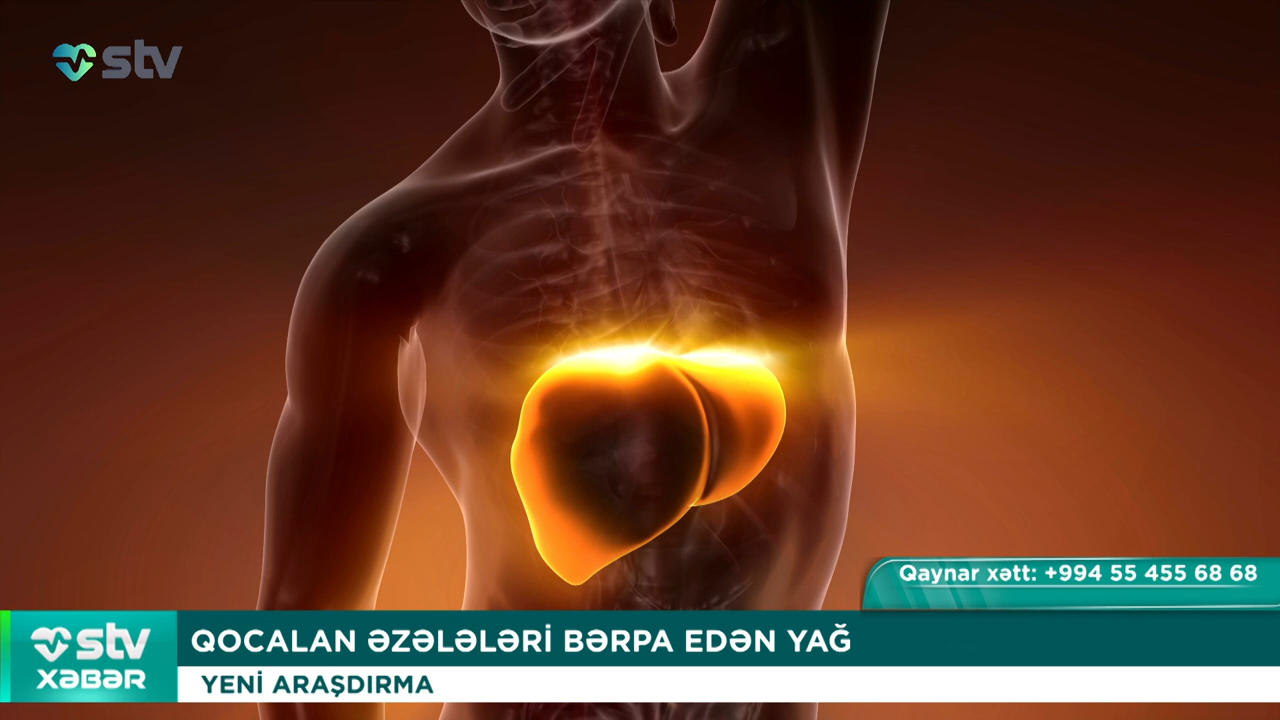 stv
Qaynar xətt: +994 55 455 68 68
stv
XƏBƏR
QOCALAN ƏZƏLƏLƏRİ BƏRPA EDƏN YAĞ
YENİ ARAŞDIRMA